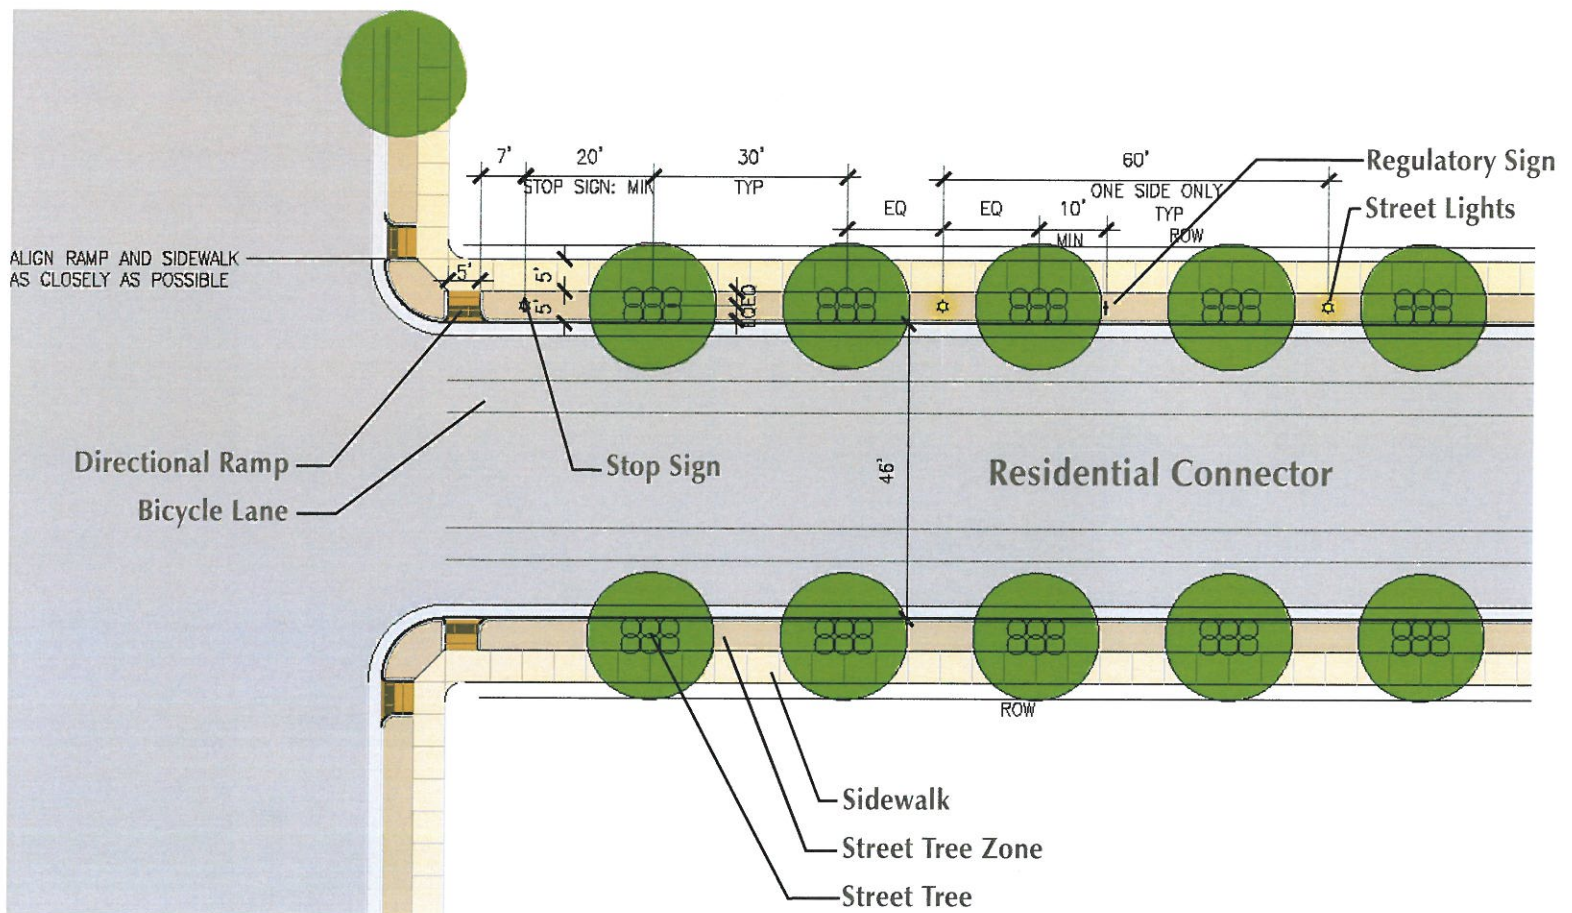 7' 20' 30' 60'
STOP SIGN: MIN TYP ONE SIDE ONLY
Regulatory Sign
EQ EQ 10' TYP
Street Lights
MIN ROW
ALIGN RAMP AND SIDEWALK
AS CLOSELY AS POSSIBLE
5' 5'
5' EQ EQ
Directional Ramp
Stop Sign
46'
Residential Connector
Bicycle Lane
ROW
Sidewalk
Street Tree Zone
Street Tree